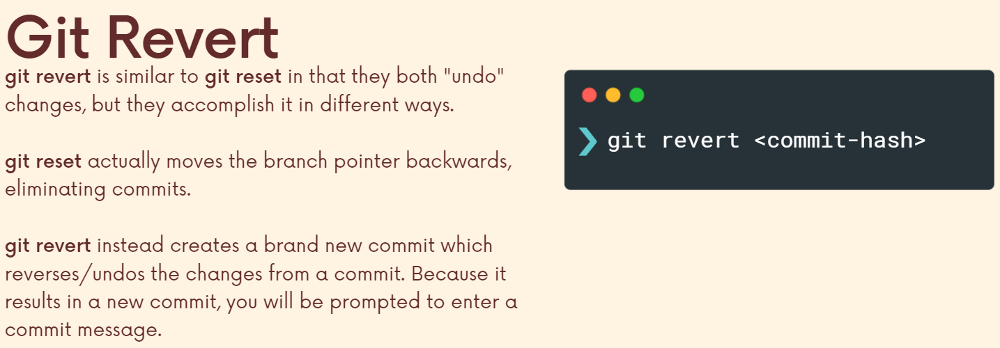 Git Revert
git revert is similar to git reset in that they both "undo"
changes, but they accomplish it in different ways.
git reset actually moves the branch pointer backwards,
eliminating commits.
git revert instead creates a brand new commit which
reverses/undos the changes from a commit. Because it
results in a new commit, you will be prompted to enter a
commit message.
❯ git revert <commit-hash>